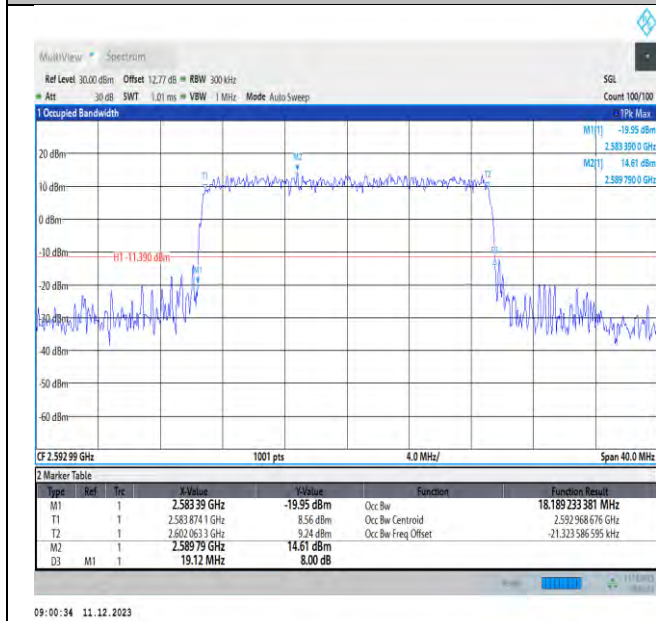 MultiView Spectrum
Ref Level 30.00 dBm Offset 12.77 dB RBW 300 kHz SGL
Att 30 dB SWT 1.01 ms VBW 1 MHz Mode Auto Sweep Count 100/100
1 Occupied Bandwidth 1Pk Max
M1[1] -19.95 dBm
2.583 390 0 GHz
M2[1] 14.61 dBm
2.589 790 0 GHz
M2
20 dBm
T1 T2
10 dBm
0 dBm
-10 dBm
H1 -11.390 dBm
M1
-20 dBm
-30 dBm
-40 dBm
-50 dBm
-60 dBm
CF 2.592 99 GHz 1001 pts 4.0 MHz/ Span 40.0 MHz
2 Marker Table
Type Ref Trc X-Value Y-Value Function Function Result
M1 1 2.583 39 GHz -19.95 dBm Occ Bw 18.189 233 381 MHz
T1 1 2.583 874 1 GHz 8.56 dBm Occ Bw Centroid 2.592 968 676 GHz
T2 1 2.602 063 3 GHz 9.24 dBm Occ Bw Freq Offset -21.323 586 595 kHz
M2 1 2.589 79 GHz 14.61 dBm
D3 M1 1 19.12 MHz 8.00 dB
09:00:34 11.12.2023